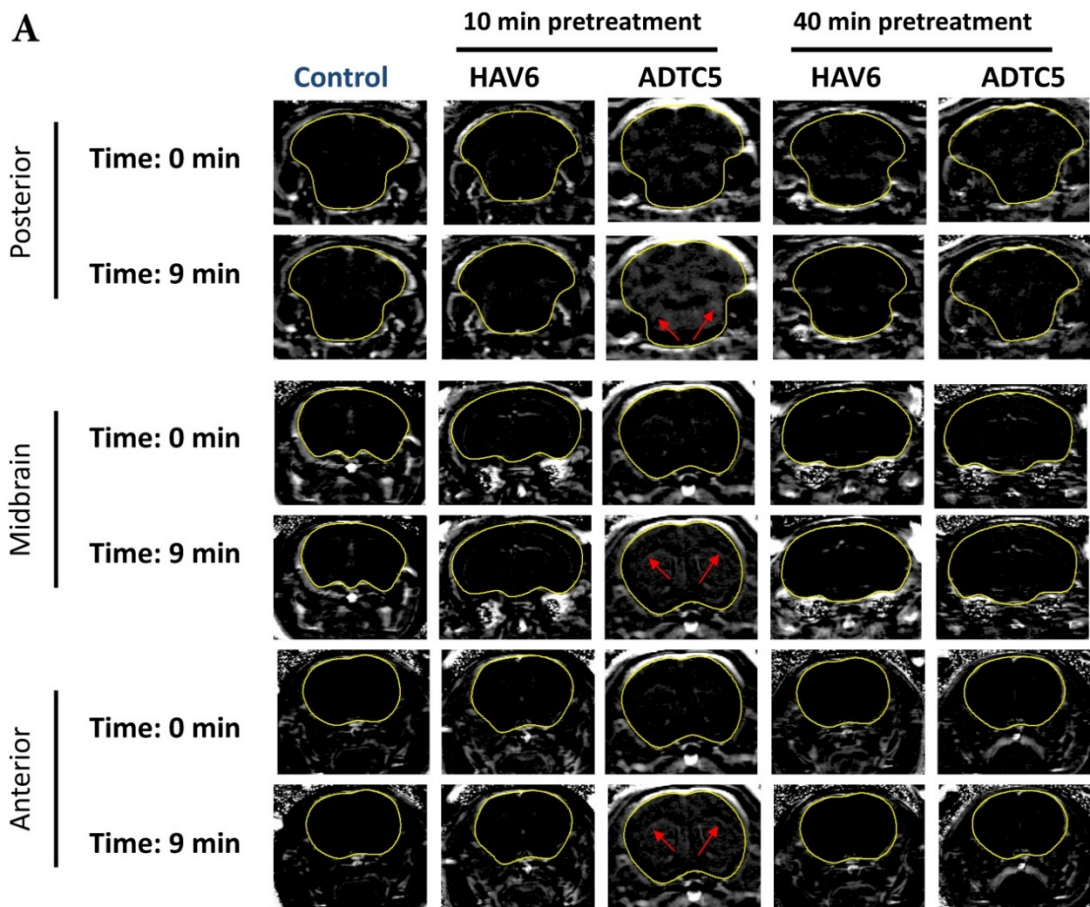 A
10 min pretreatment 40 min pretreatment
Control HAV6 ADTC5 HAV6 ADTC5
Posterior
Time: 0 min
Time: 9 min
Midbrain
Time: 0 min
Time: 9 min
Anterior
Time: 0 min
Time: 9 min